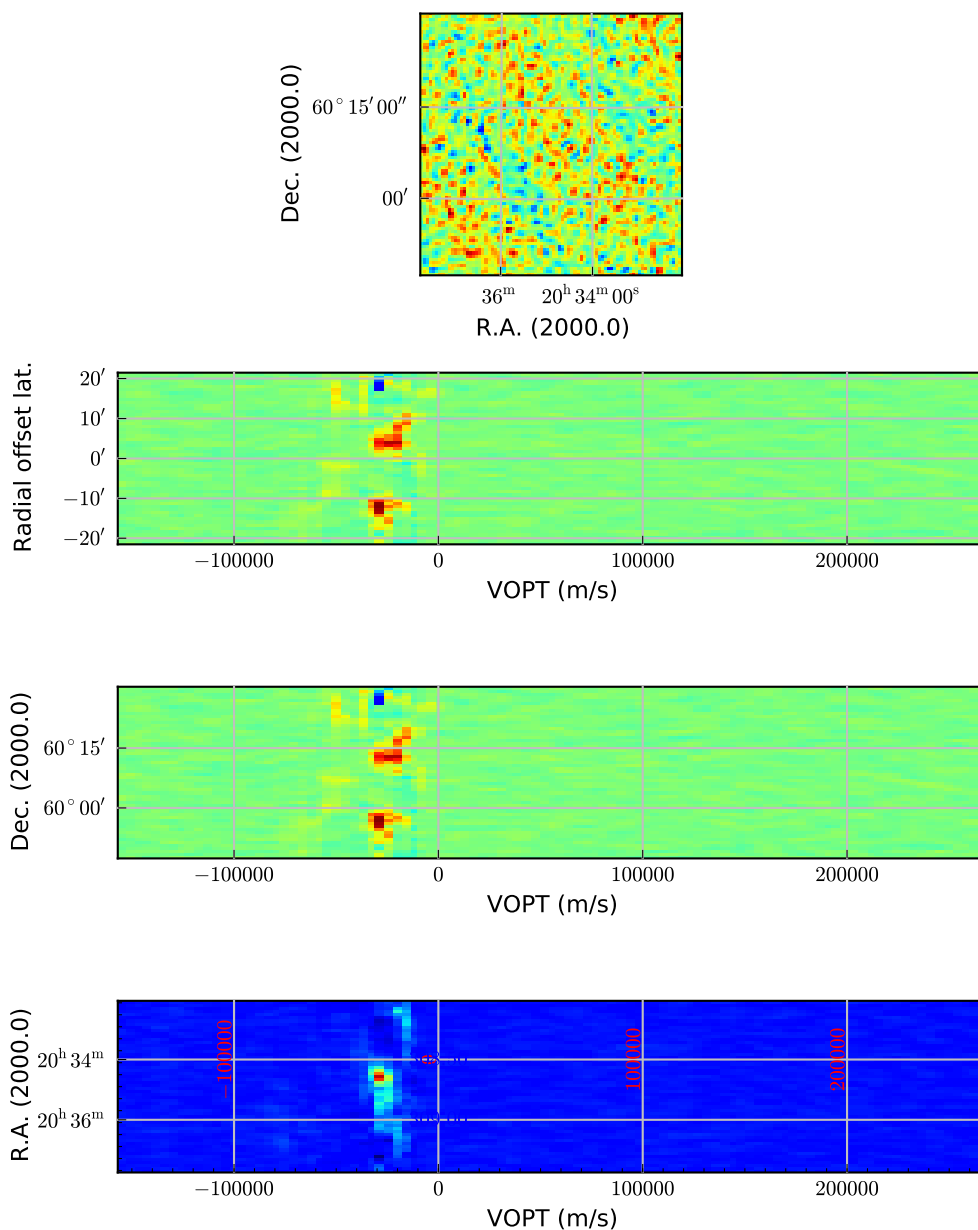 Dec. (2000.0)
60° 15′ 00″
00′
36ᵐ 20ʰ 34ᵐ 00ˢ
R.A. (2000.0)
Radial offset lat.
20′
10′
0′
−10′
−20′
−100000 0 100000 200000
VOPT (m/s)
Dec. (2000.0)
60° 15′
60° 00′
−100000 0 100000 200000
VOPT (m/s)
R.A. (2000.0)
20ʰ 34ᵐ
20ʰ 36ᵐ
−100000 100000 200000
−100000 0 100000 200000
VOPT (m/s)